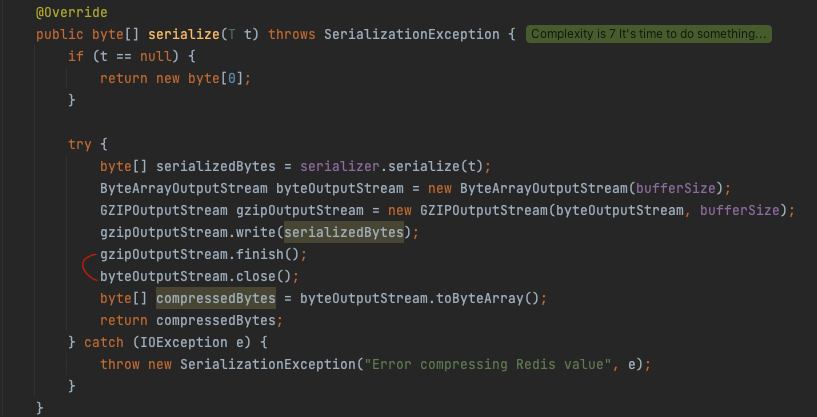 @Override
public byte[] serialize(T t) throws SerializationException { Complexity is 7 It's time to do something...
if (t == null) {
return new byte[0];
}
try {
byte[] serializedBytes = serializer.serialize(t);
ByteArrayOutputStream byteOutputStream = new ByteArrayOutputStream(bufferSize);
GZIPOutputStream gzipOutputStream = new GZIPOutputStream(byteOutputStream, bufferSize);
gzipOutputStream.write(serializedBytes);
gzipOutputStream.finish();
byteOutputStream.close();
byte[] compressedBytes = byteOutputStream.toByteArray();
return compressedBytes;
} catch (IOException e) {
throw new SerializationException("Error compressing Redis value", e);
}
}